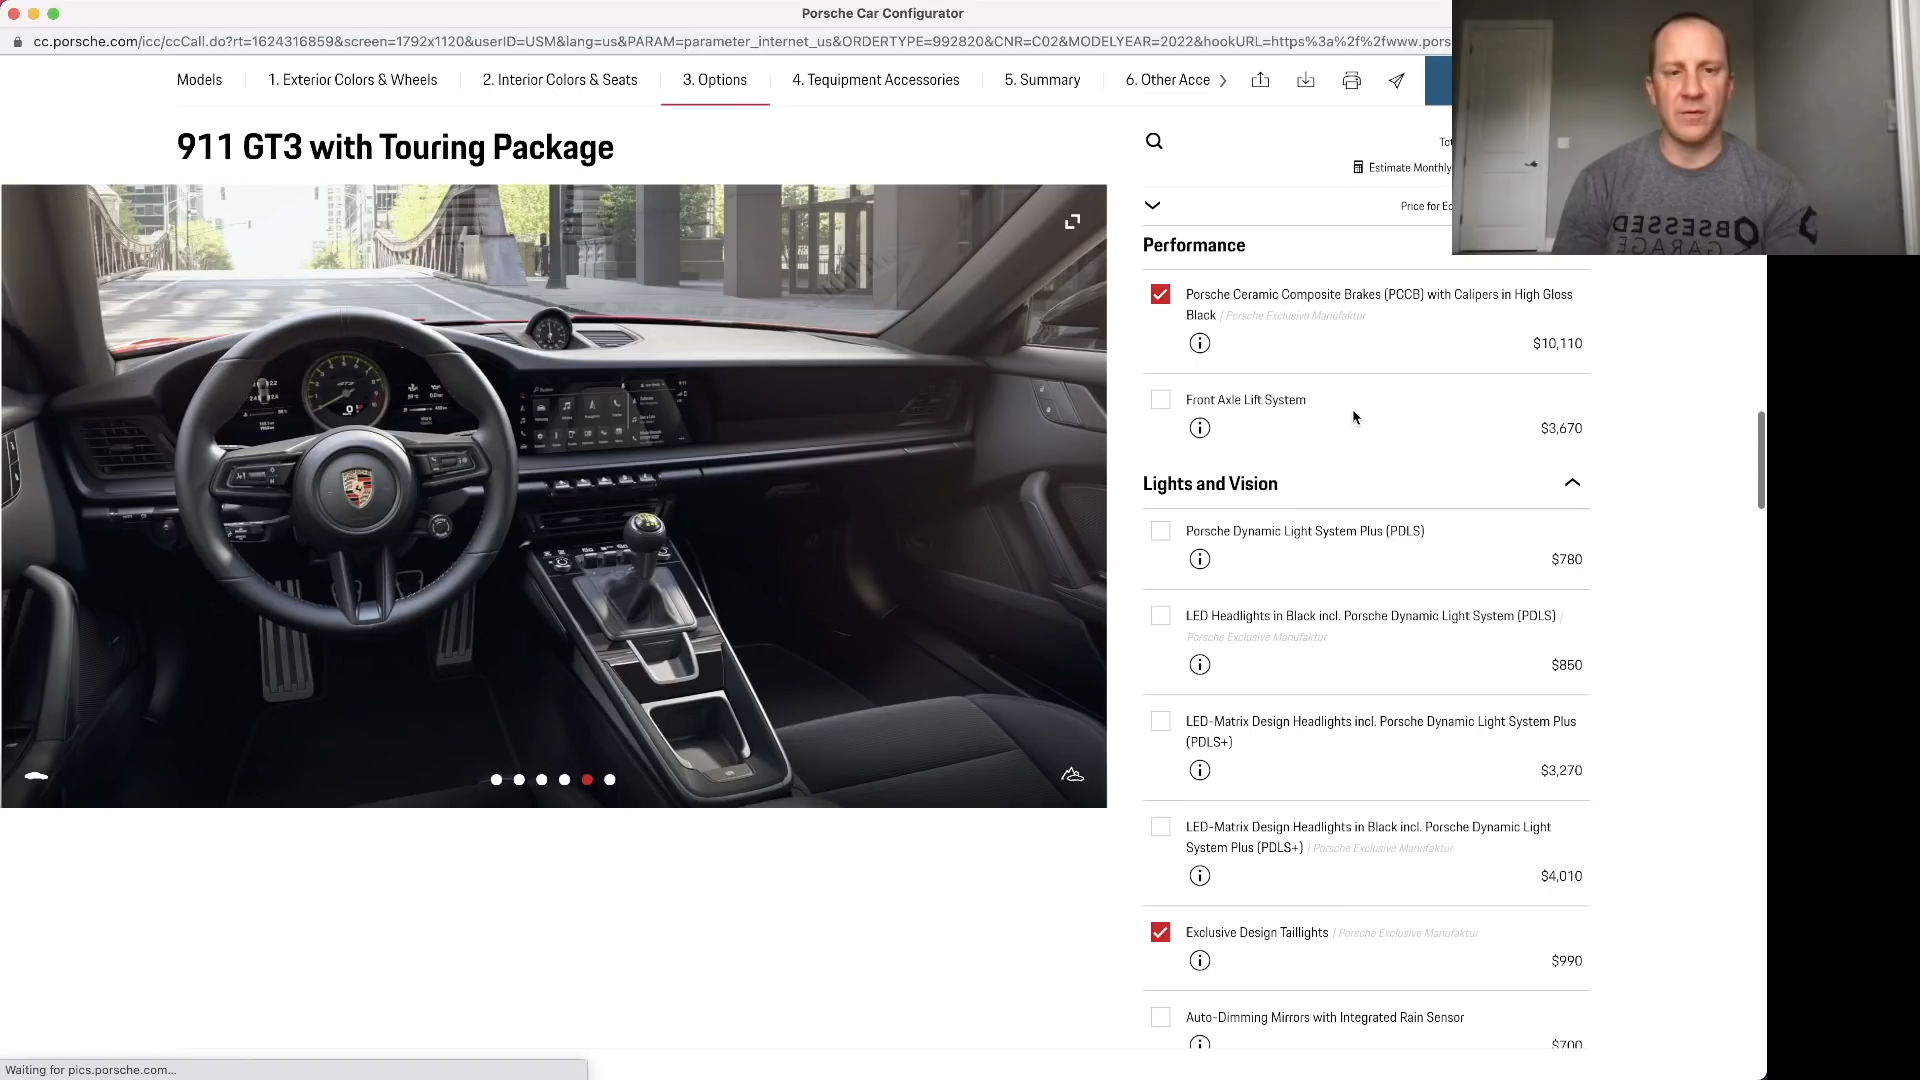 Porsche Car Configurator
cc.porsche.com/icc/ccCall.do?rt=1624316859&screen=1792x1120&userID=USM&lang=us&PARAM=parameter_internet_us&ORDERTYPE=992820&CNR=C02&MODELYEAR=2022&hookURL=https%3a%2f%2fwww.pors
Models
1. Exterior Colors & Wheels
2. Interior Colors & Seats
3. Options
4. Tequipment Accessories
5. Summary
6. Other Acce
911 GT3 with Touring Package
Tot
Estimate Monthly
Price for Eq
OBSESSED
GARAGE
Performance
Porsche Ceramic Composite Brakes (PCCB) with Calipers in High Gloss
Black | Porsche Exclusive Manufaktur
$10,110
Front Axle Lift System
$3,670
Lights and Vision
Porsche Dynamic Light System Plus (PDLS)
$780
LED Headlights in Black incl. Porsche Dynamic Light System (PDLS) |
Porsche Exclusive Manufaktur
$850
LED-Matrix Design Headlights incl. Porsche Dynamic Light System Plus
(PDLS+)
$3,270
LED-Matrix Design Headlights in Black incl. Porsche Dynamic Light
System Plus (PDLS+) | Porsche Exclusive Manufaktur
$4,010
Exclusive Design Taillights | Porsche Exclusive Manufaktur
$990
Auto-Dimming Mirrors with Integrated Rain Sensor
$700
Waiting for pics.porsche.com...